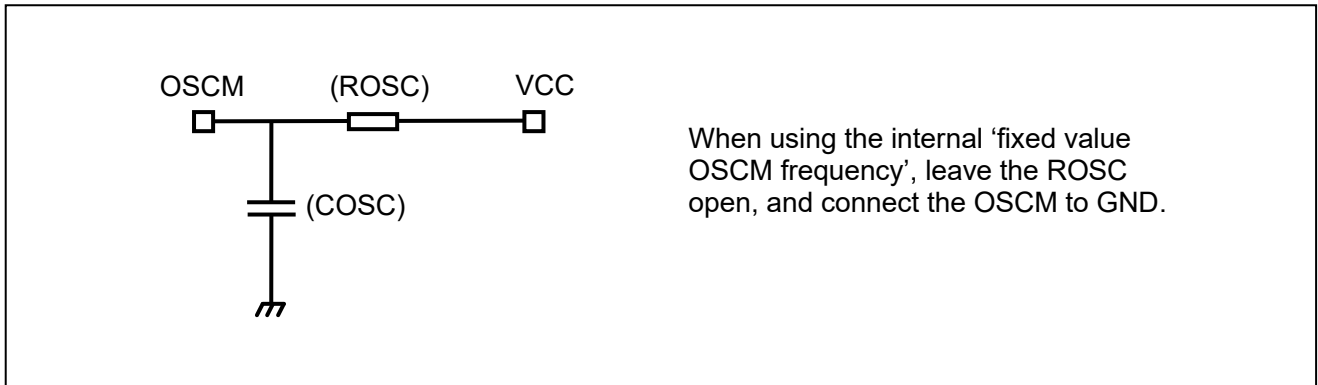 OSCM (ROSC) VCC
When using the internal ‘fixed value
OSCM frequency’, leave the ROSC
open, and connect the OSCM to GND.
(COSC)